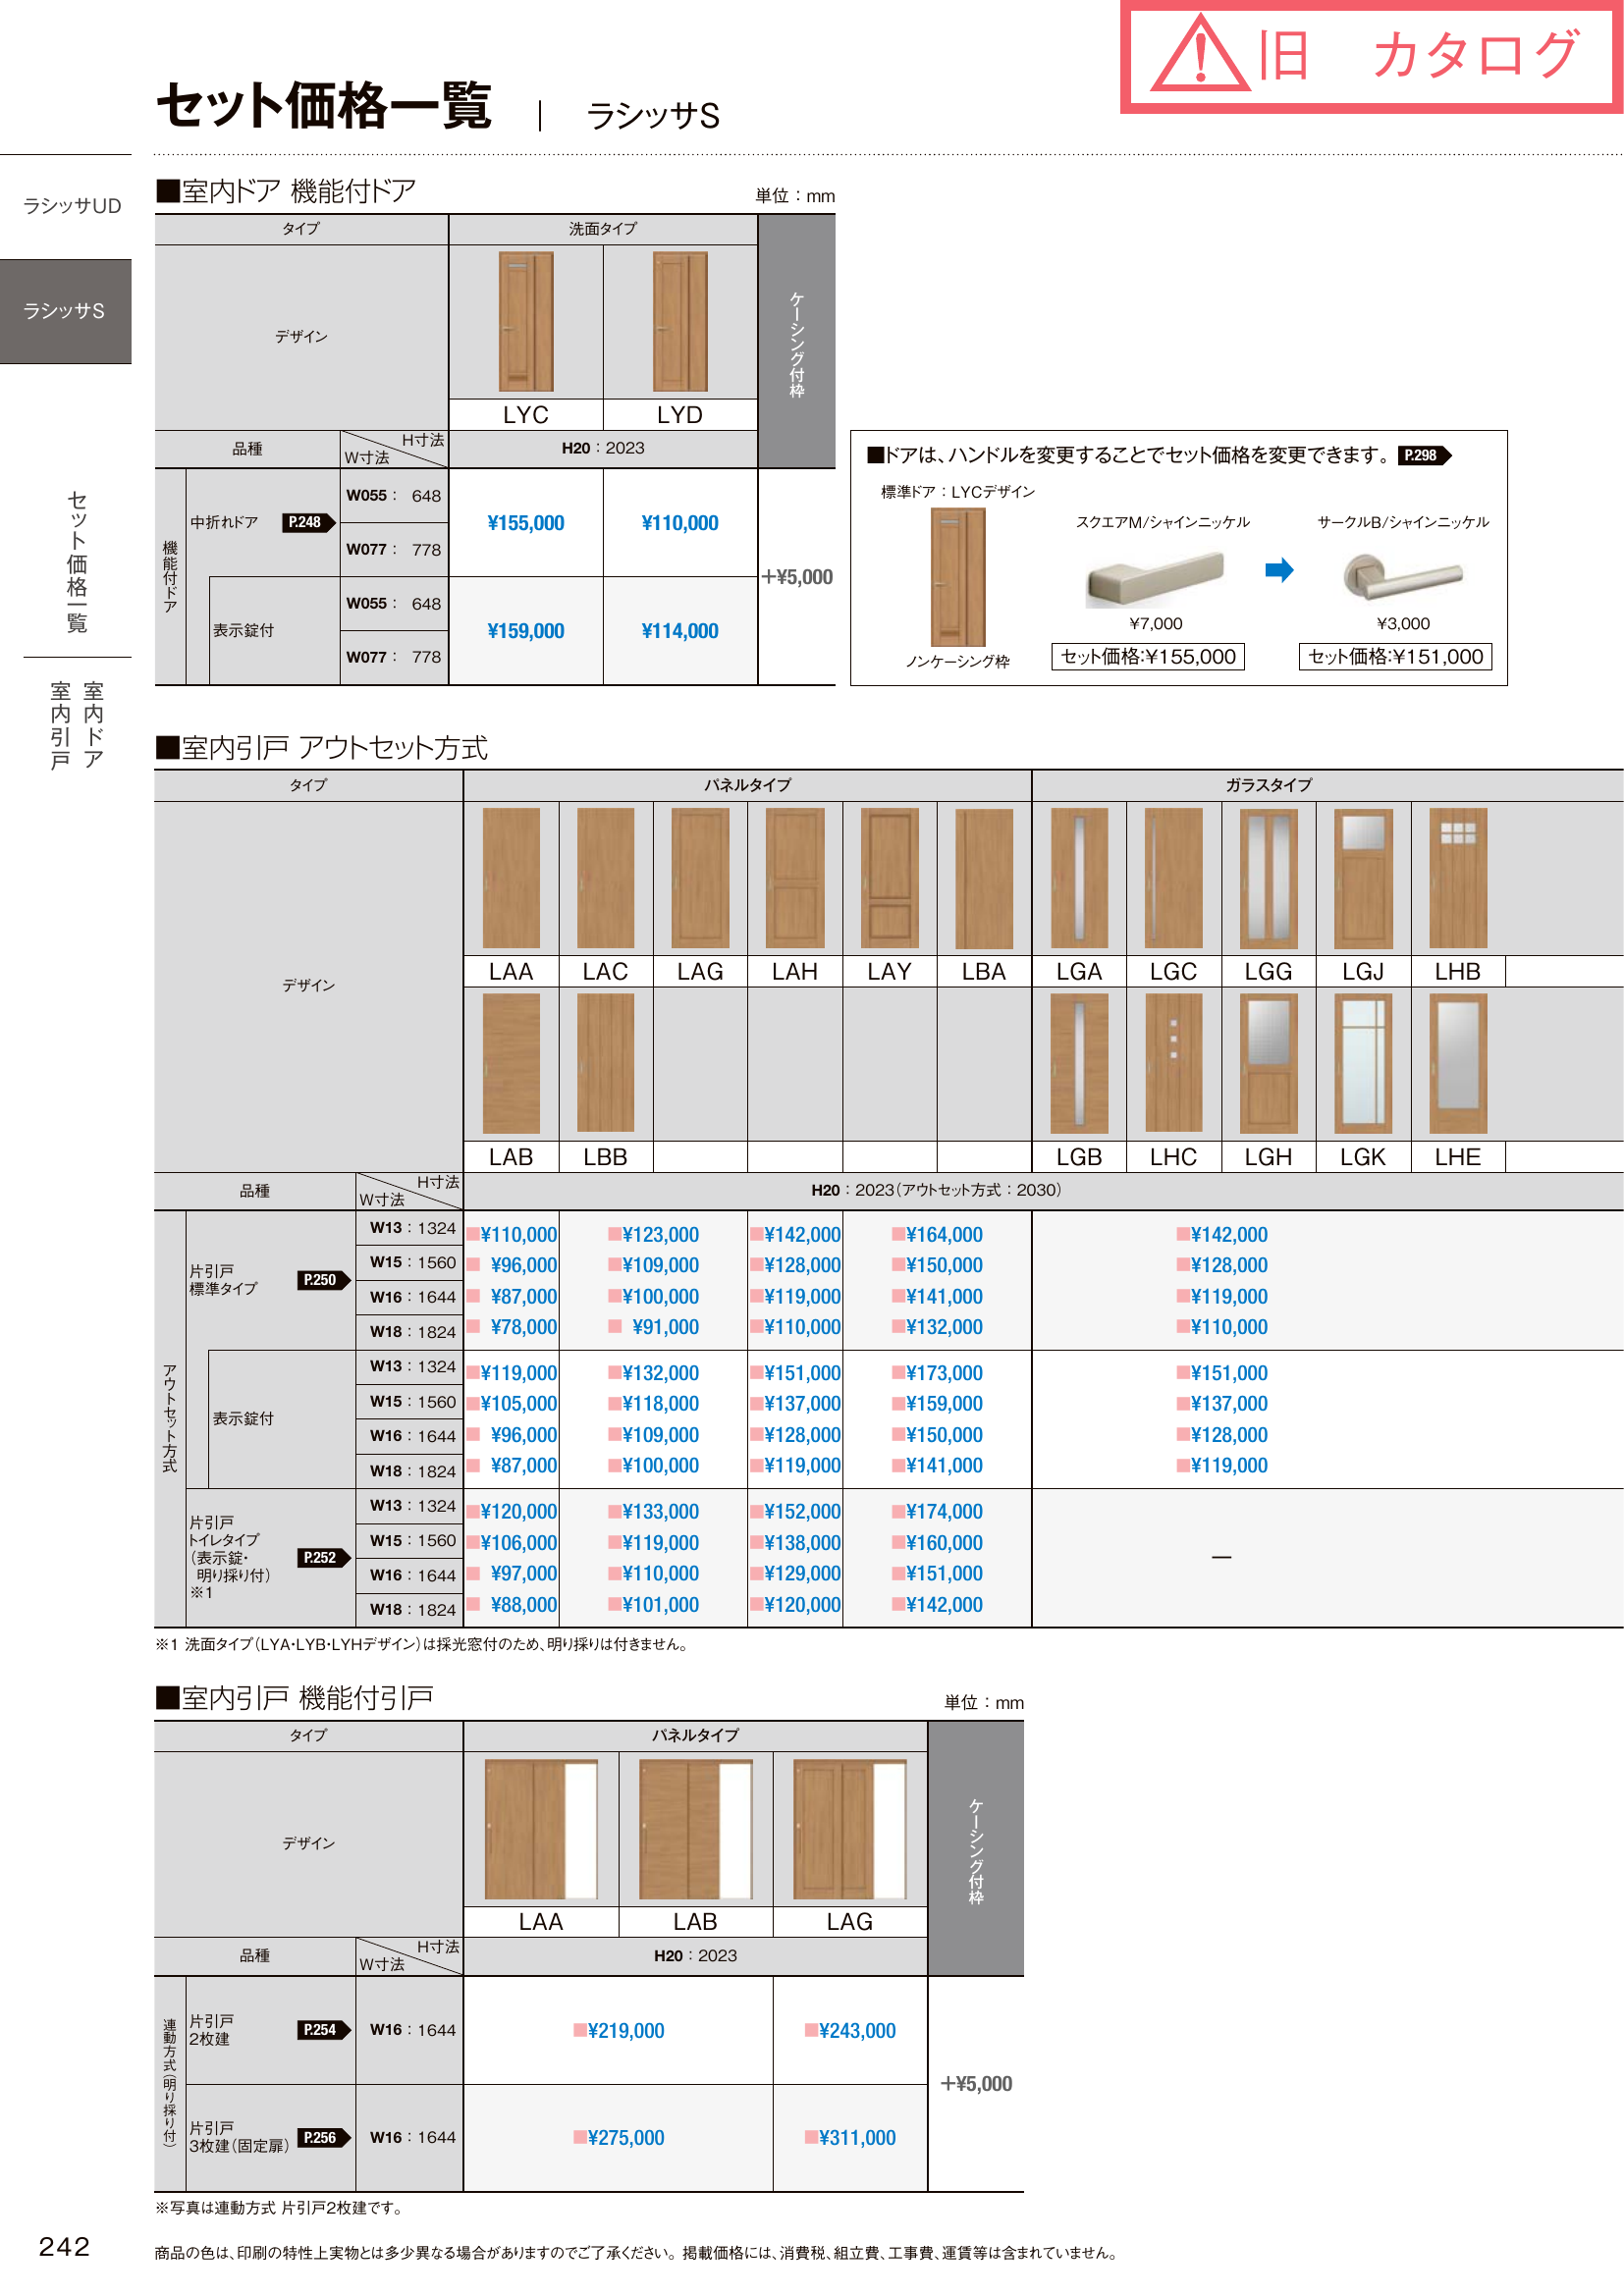 旧 カタログ
セット価格一覧 | ラシッサS
ラシッサUD
ラシッサS
セット価格一覧
室内ドア
室内引戸
■室内ドア 機能付ドア
単位：mm
タイプ 洗面タイプ ケーシング付枠
デザイン
LYC LYD
品種 H寸法 W寸法 H20：2023
機能付ドア
中折れドア P.248 W055： 648 ¥155,000 ¥110,000
W077： 778
+¥5,000
表示錠付 W055： 648 ¥159,000 ¥114,000
W077： 778
■ドアは、ハンドルを変更することでセット価格を変更できます。 P.298
標準ドア：LYCデザイン
スクエアM/シャインニッケル サークルB/シャインニッケル
¥7,000 ¥3,000
ノンケーシング枠 セット価格:¥155,000 セット価格:¥151,000
■室内引戸 アウトセット方式
タイプ パネルタイプ ガラスタイプ
デザイン
LAA LAC LAG LAH LAY LBA LGA LGC LGG LGJ LHB
LAB LBB LGB LHC LGH LGK LHE
品種 H寸法 W寸法 H20：2023（アウトセット方式：2030）
アウトセット方式
片引戸
標準タイプ P.250
W13：1324 ■¥110,000 ■¥123,000 ■¥142,000 ■¥164,000 ■¥142,000
W15：1560 ■ ¥96,000 ■¥109,000 ■¥128,000 ■¥150,000 ■¥128,000
W16：1644 ■ ¥87,000 ■¥100,000 ■¥119,000 ■¥141,000 ■¥119,000
W18：1824 ■ ¥78,000 ■ ¥91,000 ■¥110,000 ■¥132,000 ■¥110,000
表示錠付
W13：1324 ■¥119,000 ■¥132,000 ■¥151,000 ■¥173,000 ■¥151,000
W15：1560 ■¥105,000 ■¥118,000 ■¥137,000 ■¥159,000 ■¥137,000
W16：1644 ■ ¥96,000 ■¥109,000 ■¥128,000 ■¥150,000 ■¥128,000
W18：1824 ■ ¥87,000 ■¥100,000 ■¥119,000 ■¥141,000 ■¥119,000
片引戸
トイレタイプ
（表示錠・
明り採り付）
※1
P.252
W13：1324 ■¥120,000 ■¥133,000 ■¥152,000 ■¥174,000 —
W15：1560 ■¥106,000 ■¥119,000 ■¥138,000 ■¥160,000
W16：1644 ■ ¥97,000 ■¥110,000 ■¥129,000 ■¥151,000
W18：1824 ■ ¥88,000 ■¥101,000 ■¥120,000 ■¥142,000
※1 洗面タイプ（LYA・LYB・LYHデザイン）は採光窓付のため、明り採りは付きません。
■室内引戸 機能付引戸
単位：mm
タイプ パネルタイプ ケーシング付枠
デザイン
LAA LAB LAG
品種 H寸法 W寸法 H20：2023
連動方式（明り採り付）
片引戸
2枚建 P.254 W16：1644 ■¥219,000 ■¥243,000
+¥5,000
片引戸
3枚建（固定扉） P.256 W16：1644 ■¥275,000 ■¥311,000
※写真は連動方式 片引戸2枚建です。
242
商品の色は、印刷の特性上実物とは多少異なる場合がありますのでご了承ください。掲載価格には、消費税、組立費、工事費、運賃等は含まれていません。